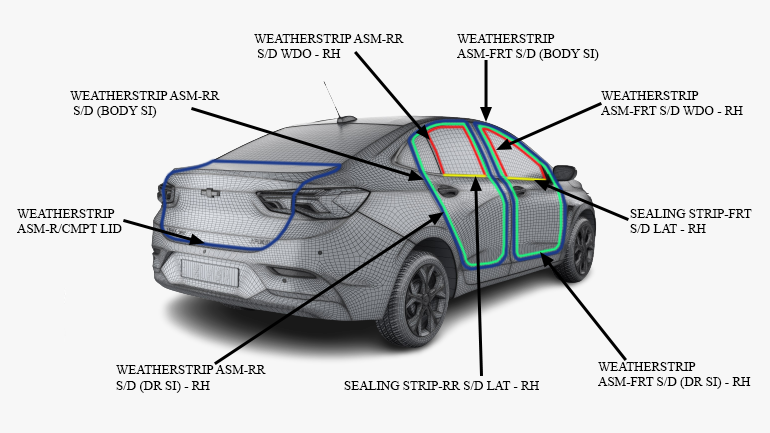 WEATHERSTRIP ASM-RR
S/D WDO - RH
WEATHERSTRIP
ASM-FRT S/D (BODY SI)
WEATHERSTRIP ASM-RR
S/D (BODY SI)
WEATHERSTRIP
ASM-FRT S/D WDO - RH
WEATHERSTRIP
ASM-R/CMPT LID
SEALING STRIP-FRT
S/D LAT - RH
WEATHERSTRIP ASM-RR
S/D (DR SI) - RH
SEALING STRIP-RR S/D LAT - RH
WEATHERSTRIP
ASM-FRT S/D (DR SI) - RH